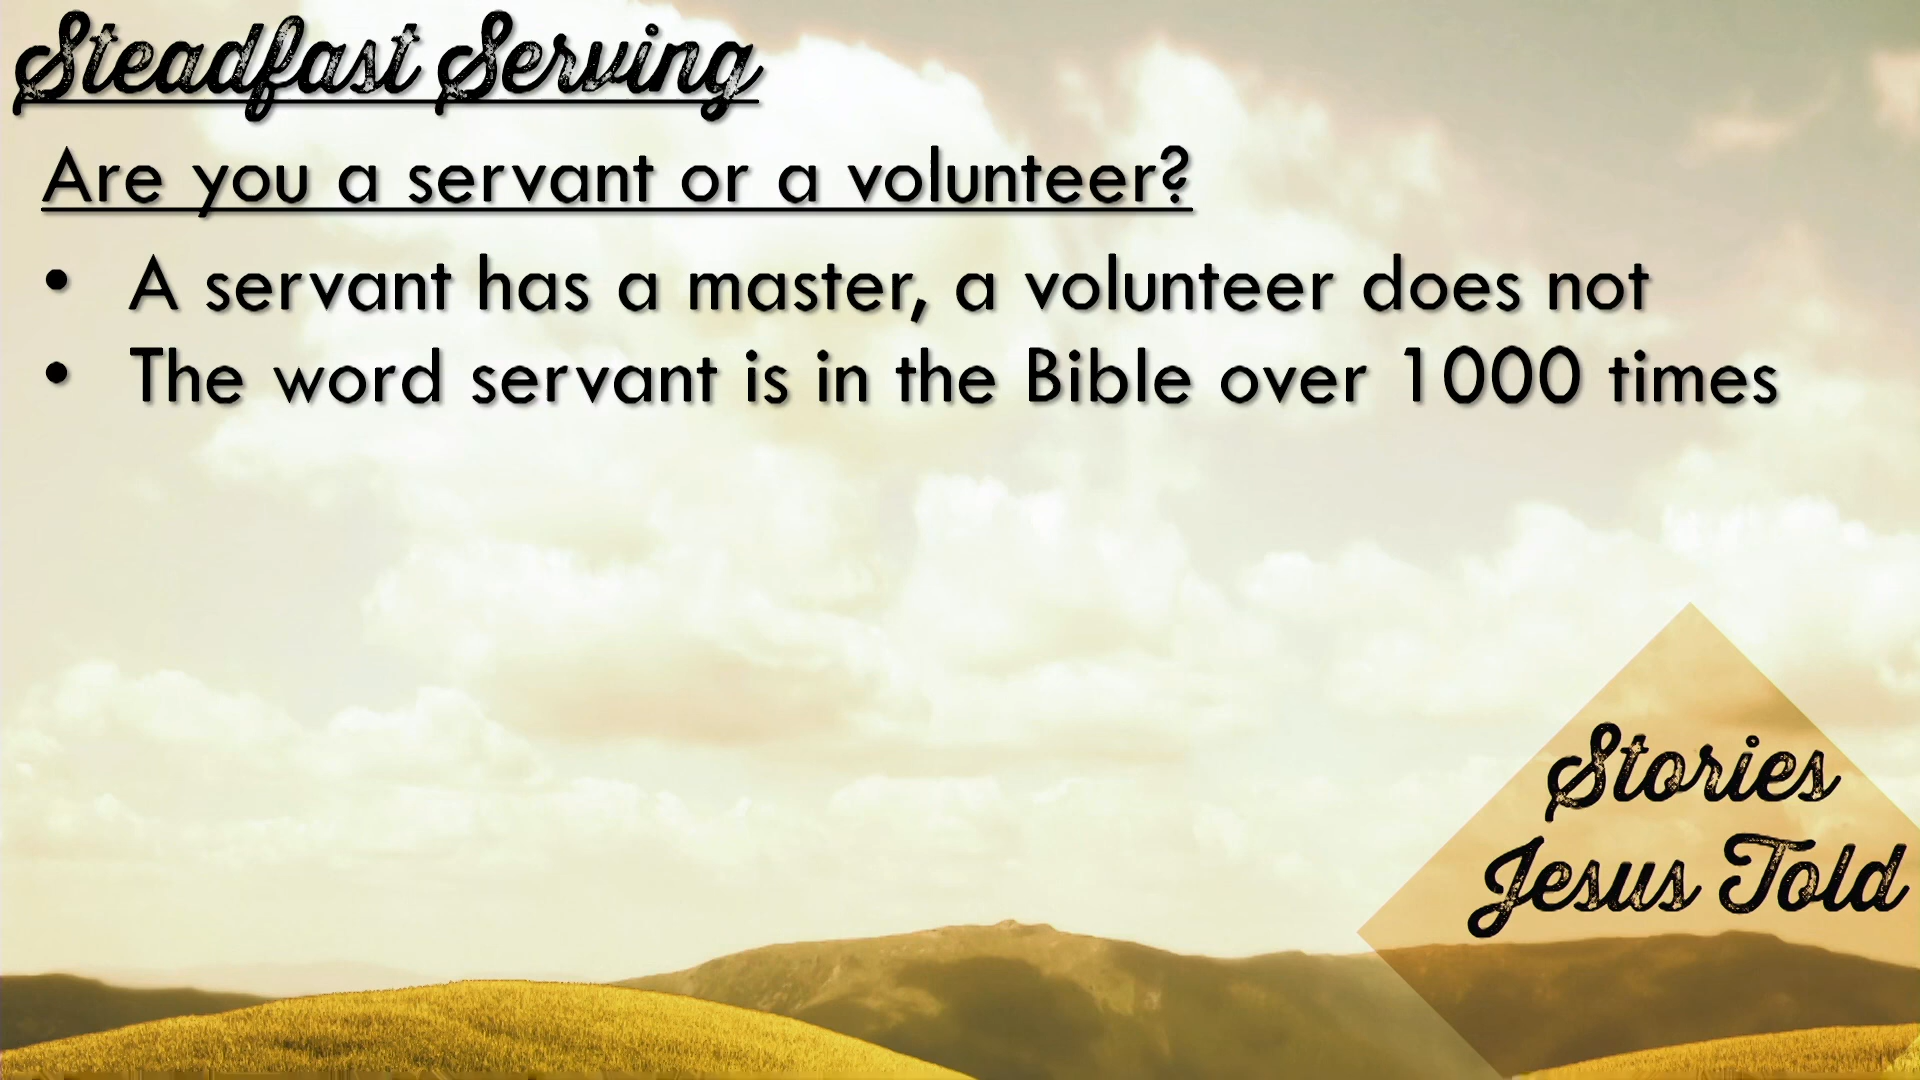 Steadfast Serving
Are you a servant or a volunteer?
• A servant has a master, a volunteer does not
• The word servant is in the Bible over 1000 times
Stories
Jesus Told